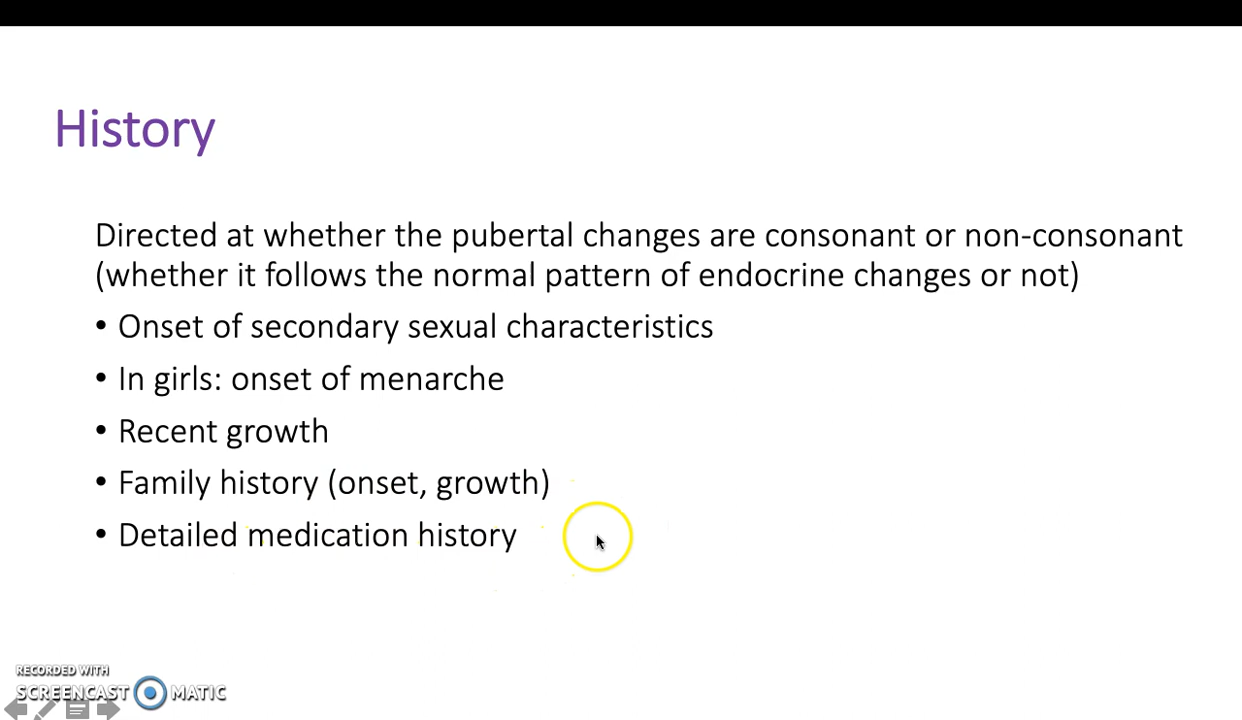 History
Directed at whether the pubertal changes are consonant or non-consonant
(whether it follows the normal pattern of endocrine changes or not)
• Onset of secondary sexual characteristics
• In girls: onset of menarche
• Recent growth
• Family history (onset, growth)
• Detailed medication history
RECORDED WITH
SCREENCAST MATIC